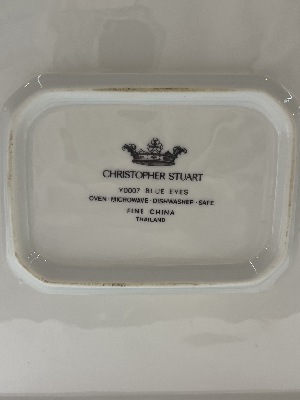 CHRISTOPHER STUART
Y0007 BLUE EYES
OVEN · MICROWAVE · DISHWASHER · SAFE
FINE CHINA
THAILAND